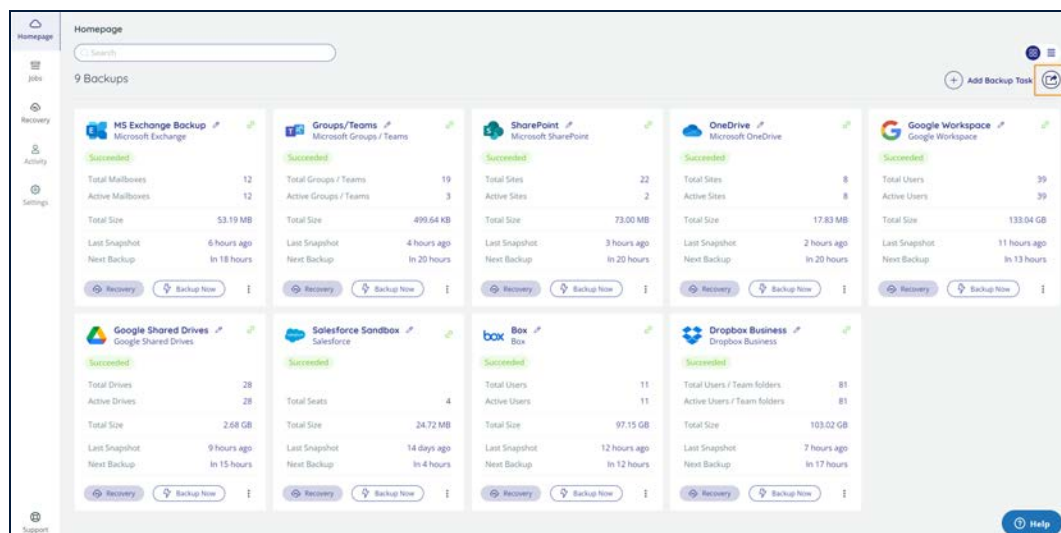 Homepage
Homepage
Jobs
Recovery
Activity
Settings
Support
Search
9 Backups
Add Backup Task
MS Exchange Backup
Microsoft Exchange
Succeeded
Total Mailboxes 12
Active Mailboxes 12
Total Size 53.19 MB
Last Snapshot 6 hours ago
Next Backup In 18 hours
Recovery Backup Now
Groups/Teams
Microsoft Groups / Teams
Succeeded
Total Groups / Teams 19
Active Groups / Teams 3
Total Size 499.64 KB
Last Snapshot 4 hours ago
Next Backup In 20 hours
Recovery Backup Now
SharePoint
Microsoft SharePoint
Succeeded
Total Sites 22
Active Sites 2
Total Size 73.00 MB
Last Snapshot 3 hours ago
Next Backup In 20 hours
Recovery Backup Now
OneDrive
Microsoft OneDrive
Succeeded
Total Sites 8
Active Sites 8
Total Size 17.83 MB
Last Snapshot 2 hours ago
Next Backup In 20 hours
Recovery Backup Now
Google Workspace
Google Workspace
Succeeded
Total Users 39
Active Users 39
Total Size 133.04 GB
Last Snapshot 11 hours ago
Next Backup In 13 hours
Recovery Backup Now
Google Shared Drives
Google Shared Drives
Succeeded
Total Drives 28
Active Drives 28
Total Size 2.68 GB
Last Snapshot 9 hours ago
Next Backup In 15 hours
Recovery Backup Now
Salesforce Sandbox
Salesforce
Succeeded
Total Seats 4
Total Size 24.72 MB
Last Snapshot 14 days ago
Next Backup In 4 hours
Recovery Backup Now
box
Box
Box
Succeeded
Total Users 11
Active Users 11
Total Size 97.15 GB
Last Snapshot 12 hours ago
Next Backup In 12 hours
Recovery Backup Now
Dropbox Business
Dropbox Business
Succeeded
Total Users / Team folders 81
Active Users / Team folders 81
Total Size 103.02 GB
Last Snapshot 7 hours ago
Next Backup In 17 hours
Recovery Backup Now
Help